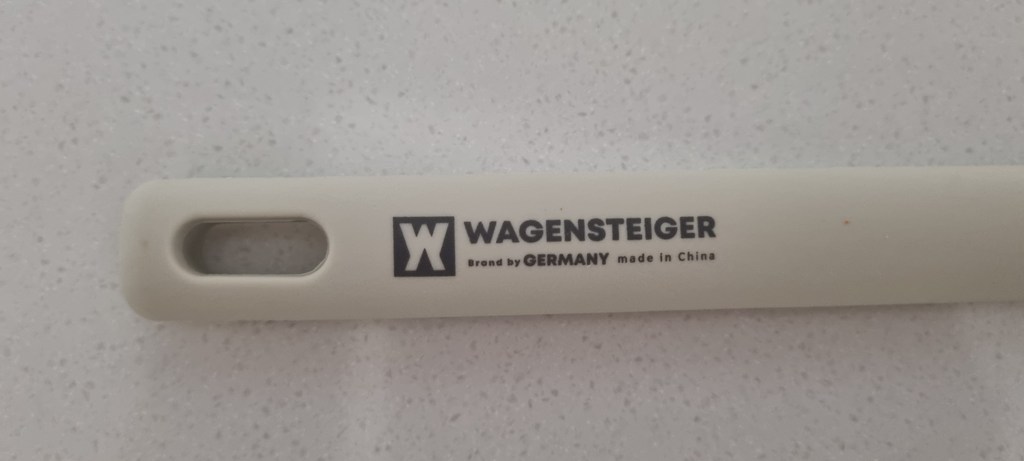 W WAGENSTEIGER
Brand by GERMANY made in China